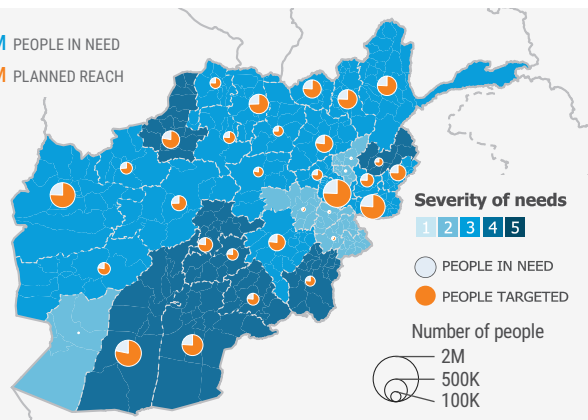 M PEOPLE IN NEED
M PLANNED REACH
Severity of needs
1 2 3 4 5
PEOPLE IN NEED
PEOPLE TARGETED
Number of people
2M
500K
100K